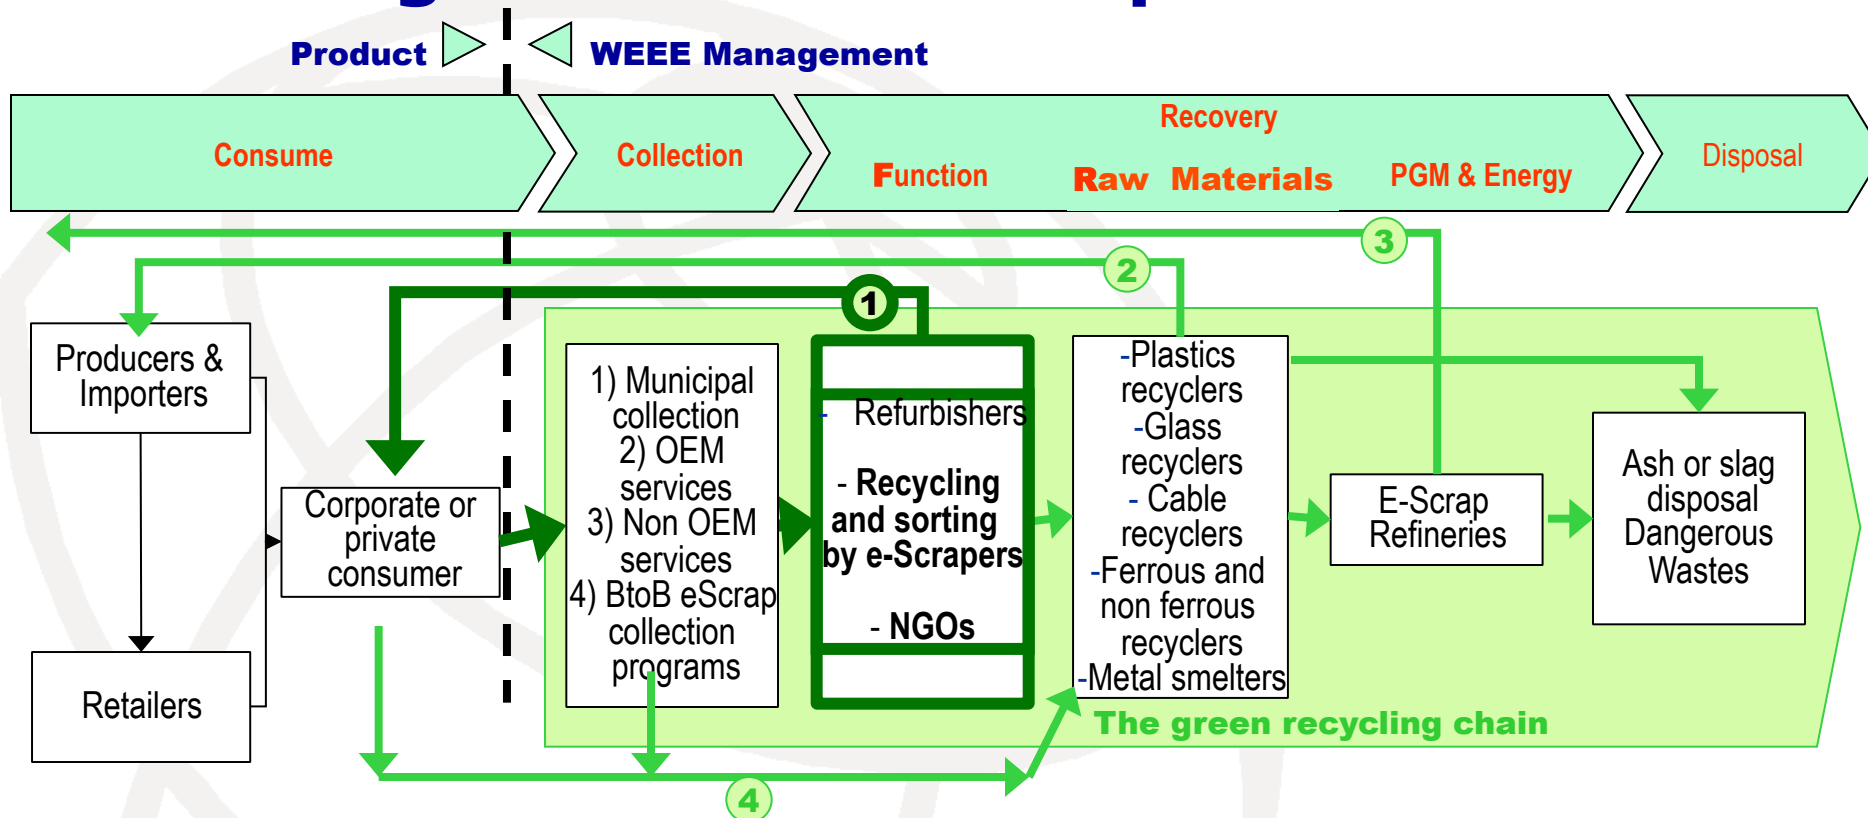 Product
WEEE Management
Consume
Collection
Recovery
Function
Raw Materials
PGM & Energy
Disposal
3
2
1
Producers &
Importers
Retailers
Corporate or
private
consumer
1) Municipal
collection
2) OEM
services
3) Non OEM
services
4) BtoB eScrap
collection
programs
- Refurbishers
- Recycling
and sorting
by e-Scrapers
- NGOs
-Plastics
recyclers
-Glass
recyclers
- Cable
recyclers
-Ferrous and
non ferrous
recyclers
-Metal smelters
E-Scrap
Refineries
Ash or slag
disposal
Dangerous
Wastes
The green recycling chain
4